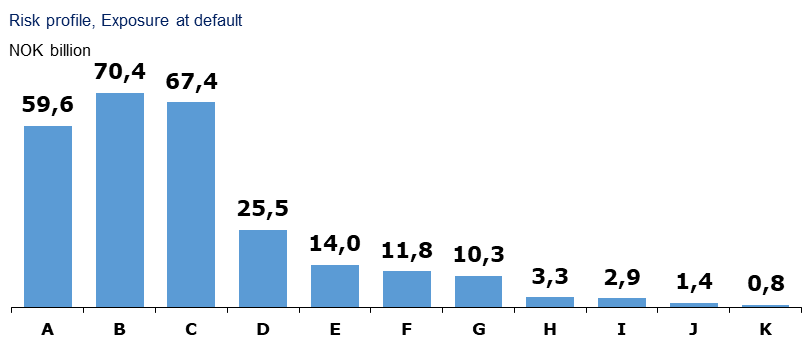 Risk profile, Exposure at default
NOK billion
59,6 70,4 67,4 25,5 14,0 11,8 10,3 3,3 2,9 1,4 0,8
A B C D E F G H I J K